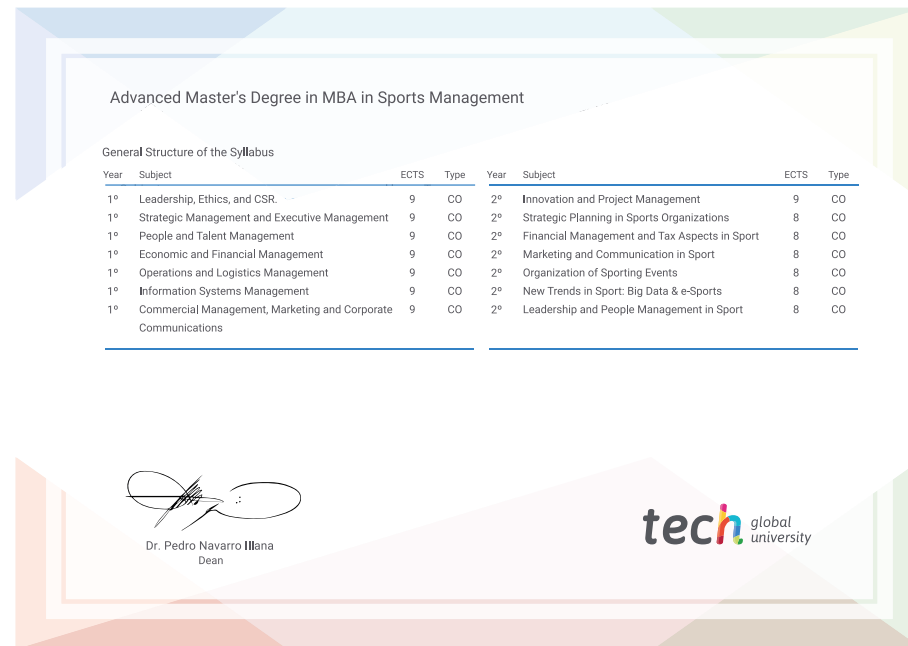 Advanced Master's Degree in MBA in Sports Management
General Structure of the Syllabus
Year Subject ECTS Type
1º Leadership, Ethics, and CSR. 9 CO
1º Strategic Management and Executive Management 9 CO
1º People and Talent Management 9 CO
1º Economic and Financial Management 9 CO
1º Operations and Logistics Management 9 CO
1º Information Systems Management 9 CO
1º Commercial Management, Marketing and Corporate 9 CO
Communications
Year Subject ECTS Type
2º Innovation and Project Management 9 CO
2º Strategic Planning in Sports Organizations 8 CO
2º Financial Management and Tax Aspects in Sport 8 CO
2º Marketing and Communication in Sport 8 CO
2º Organization of Sporting Events 8 CO
2º New Trends in Sport: Big Data & e-Sports 8 CO
2º Leadership and People Management in Sport 8 CO
Dr. Pedro Navarro Illana
Dean
tech global
university